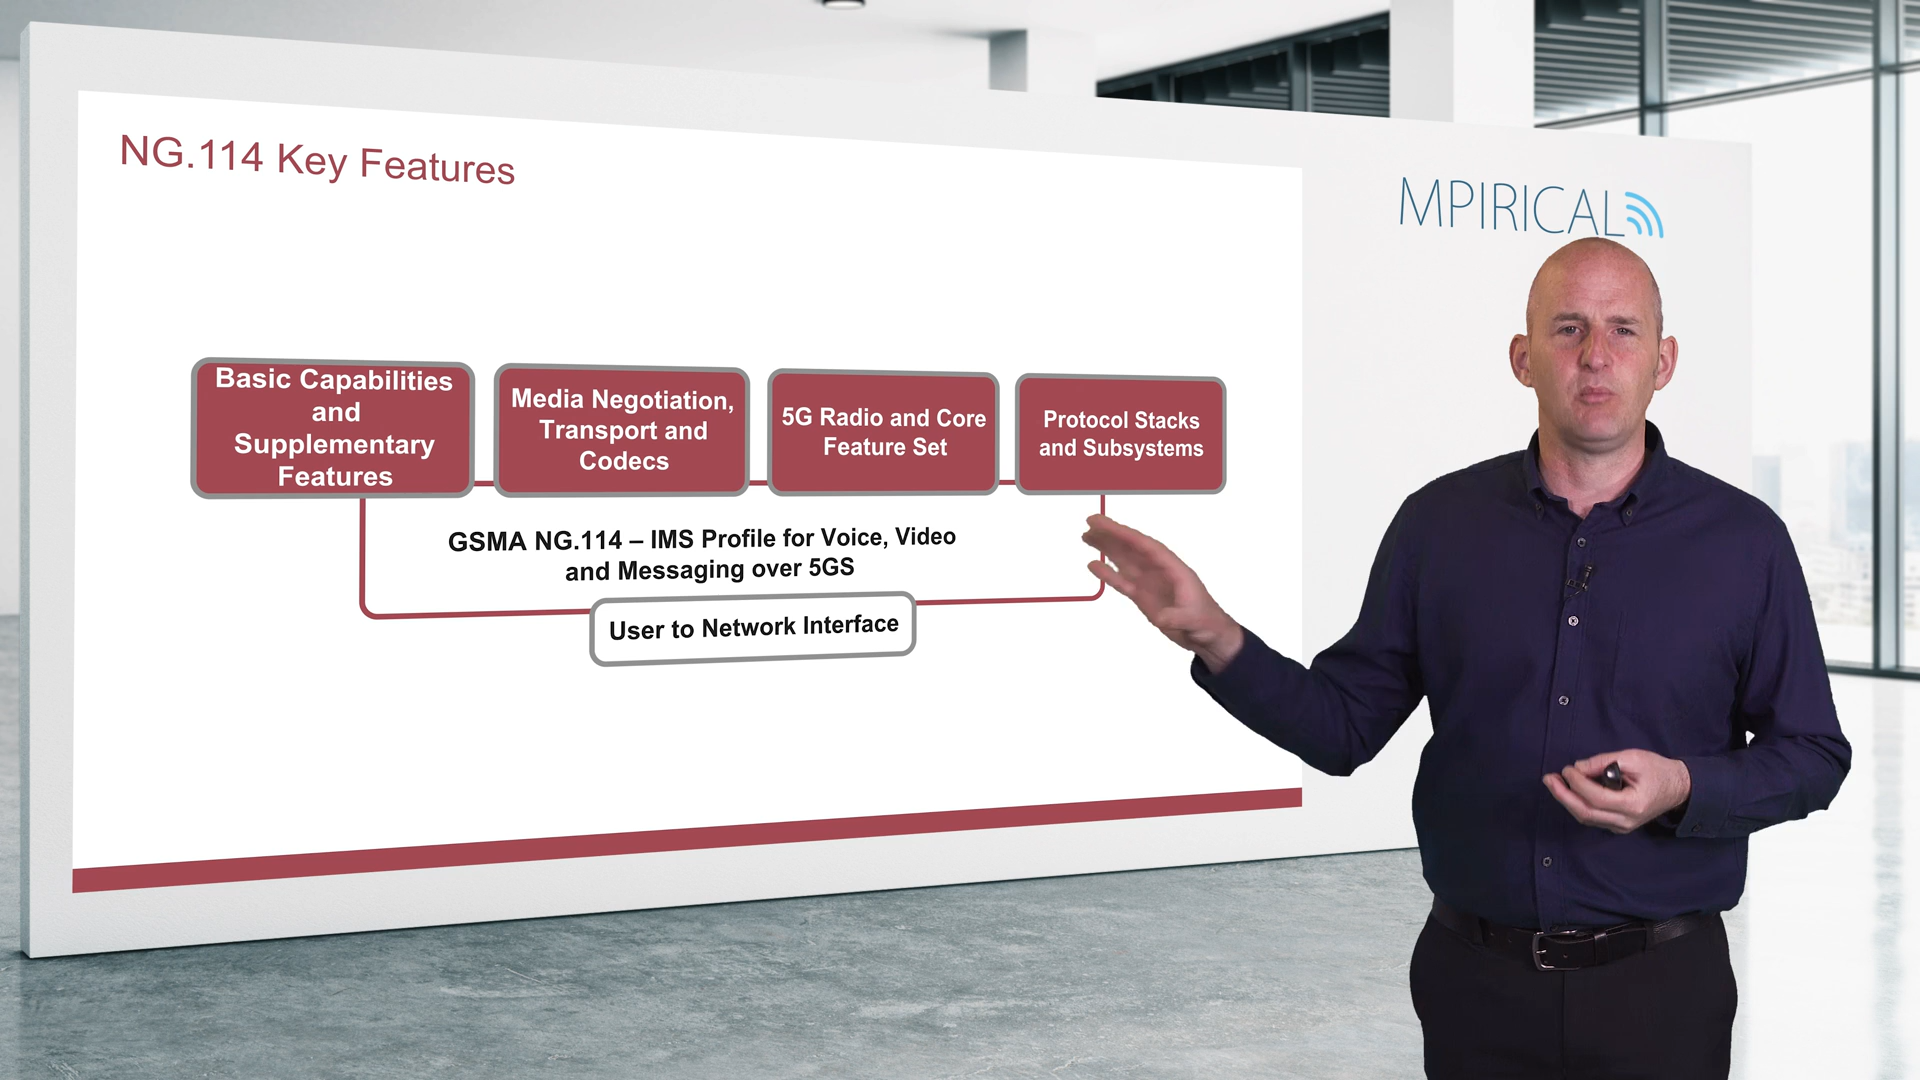 NG.114 Key Features
MPIRICAL
Basic Capabilities
and
Supplementary
Features
Media Negotiation,
Transport and
Codecs
5G Radio and Core
Feature Set
Protocol Stacks
and Subsystems
GSMA NG.114 – IMS Profile for Voice, Video
and Messaging over 5GS
User to Network Interface